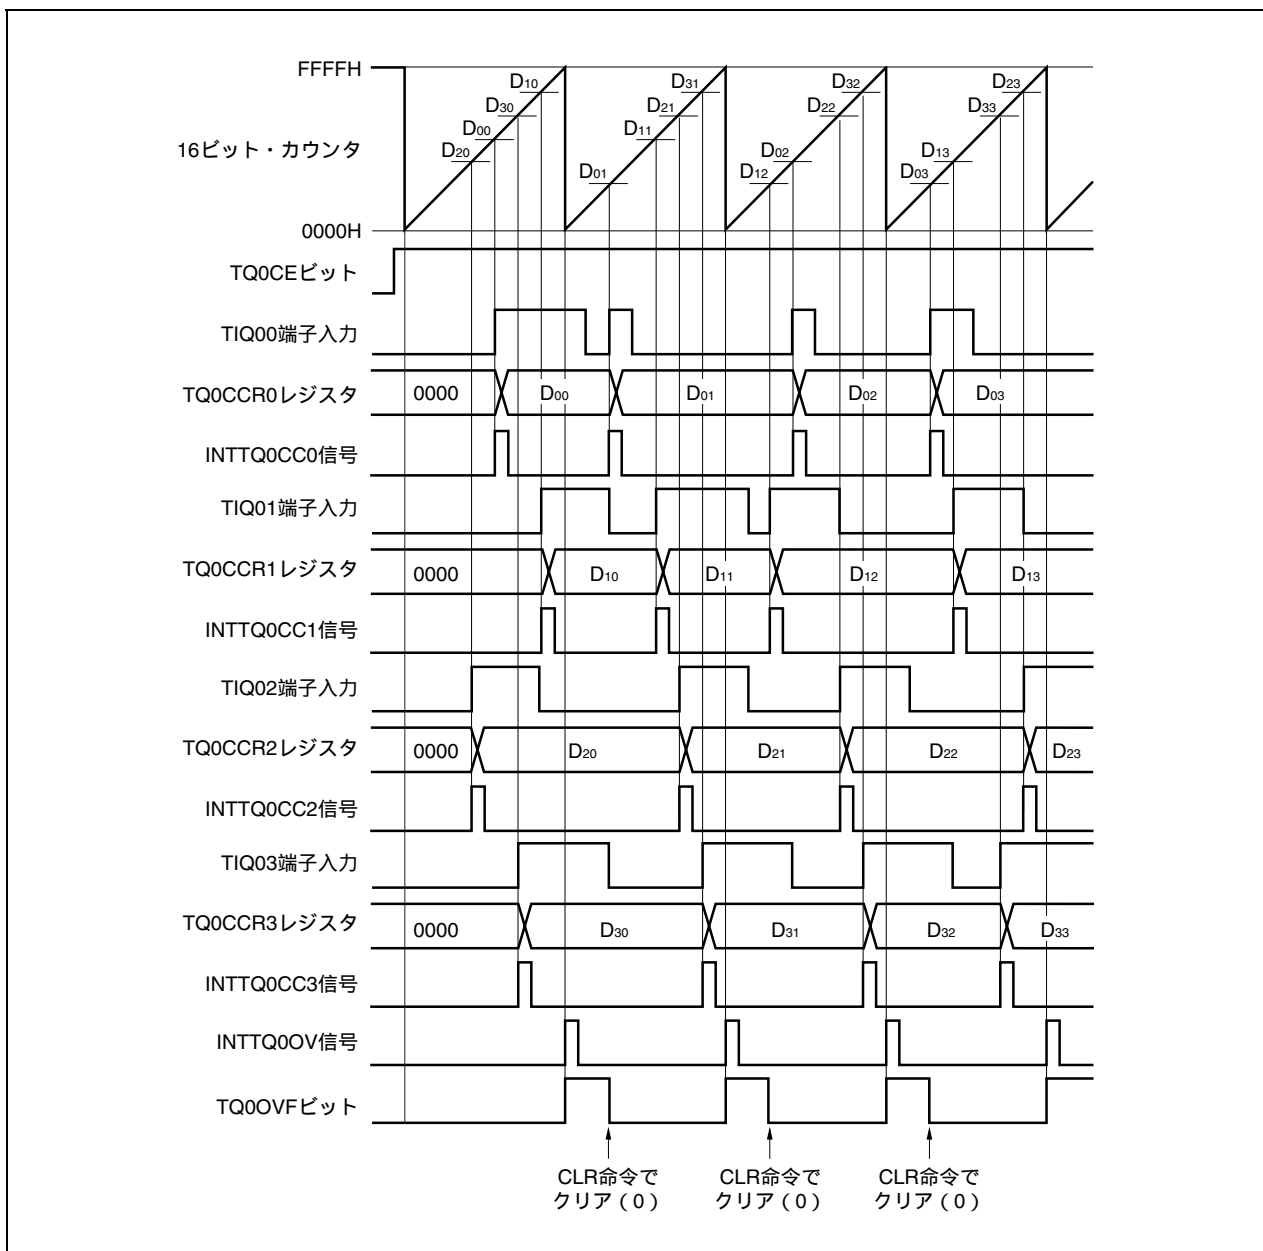 FFFFH
D10
D31
D32
D23
D30
D21
D22
D33
D00
D11
16ビット・カウンタ
D20
D02
D13
D01
D12
D03
0000H
TQ0CEビット
TIQ00端子入力
TQ0CCR0レジスタ
0000
D00
D01
D02
D03
INTTQ0CC0信号
TIQ01端子入力
TQ0CCR1レジスタ
0000
D10
D11
D12
D13
INTTQ0CC1信号
TIQ02端子入力
TQ0CCR2レジスタ
0000
D20
D21
D22
D23
INTTQ0CC2信号
TIQ03端子入力
TQ0CCR3レジスタ
0000
D30
D31
D32
D33
INTTQ0CC3信号
INTTQ0OV信号
TQ0OVFビット
CLR命令で
クリア（0）
CLR命令で
クリア（0）
CLR命令で
クリア（0）